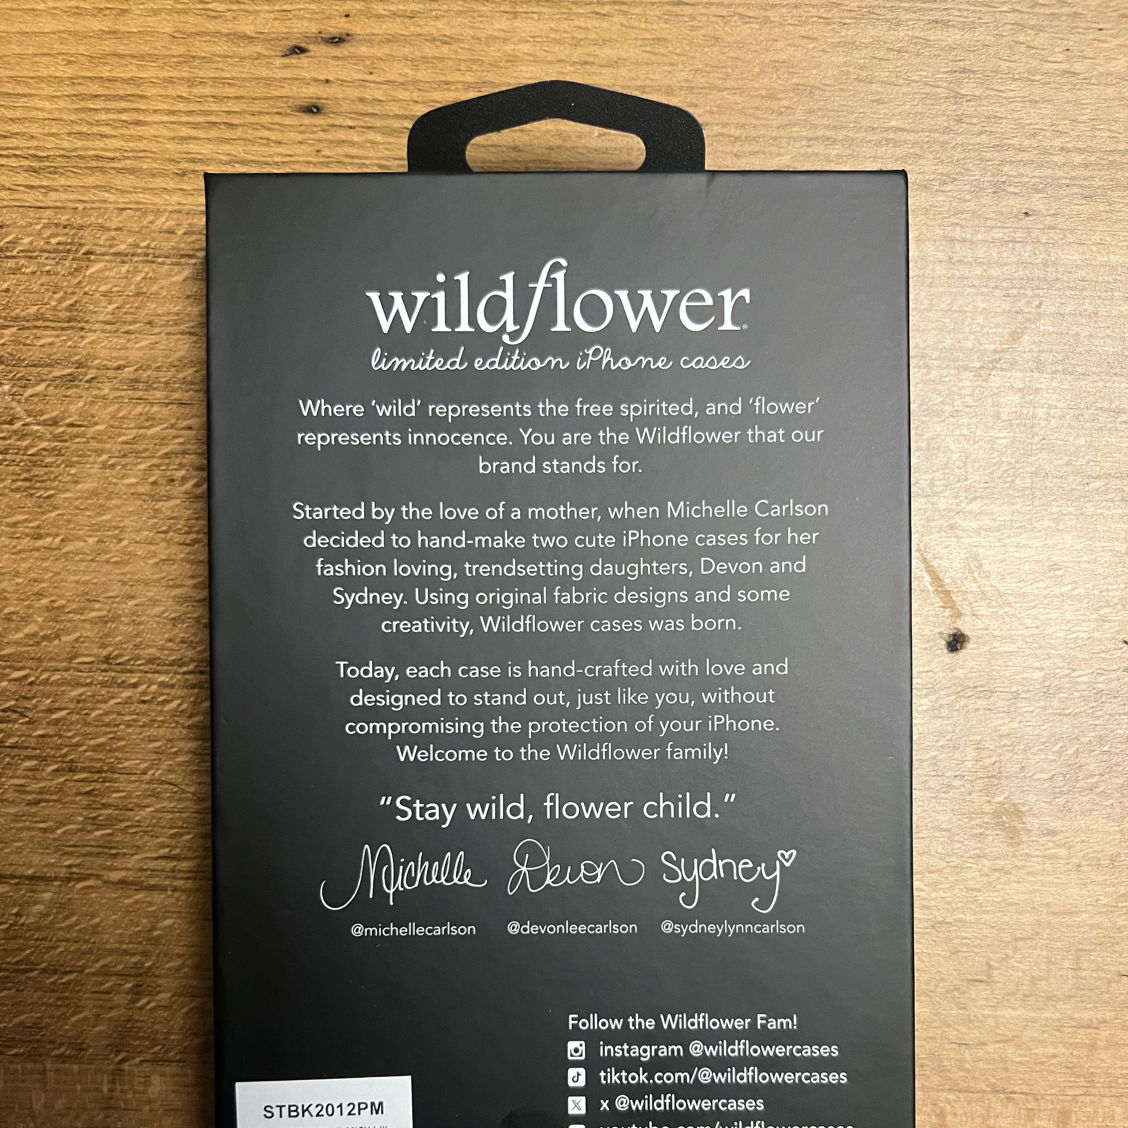 wildflower
limited edition iPhone cases
Where ‘wild’ represents the free spirited, and ‘flower’
represents innocence. You are the Wildflower that our
brand stands for.
Started by the love of a mother, when Michelle Carlson
decided to hand-make two cute iPhone cases for her
fashion loving, trendsetting daughters, Devon and
Sydney. Using original fabric designs and some
creativity, Wildflower cases was born.
Today, each case is hand-crafted with love and
designed to stand out, just like you, without
compromising the protection of your iPhone.
Welcome to the Wildflower family!
“Stay wild, flower child.”
Michelle Devon Sydney
@michellecarlson @devonleecarlson @sydneylynncarlson
Follow the Wildflower Fam!
instagram @wildflowercases
tiktok.com/@wildflowercases
x @wildflowercases
STBK2012PM